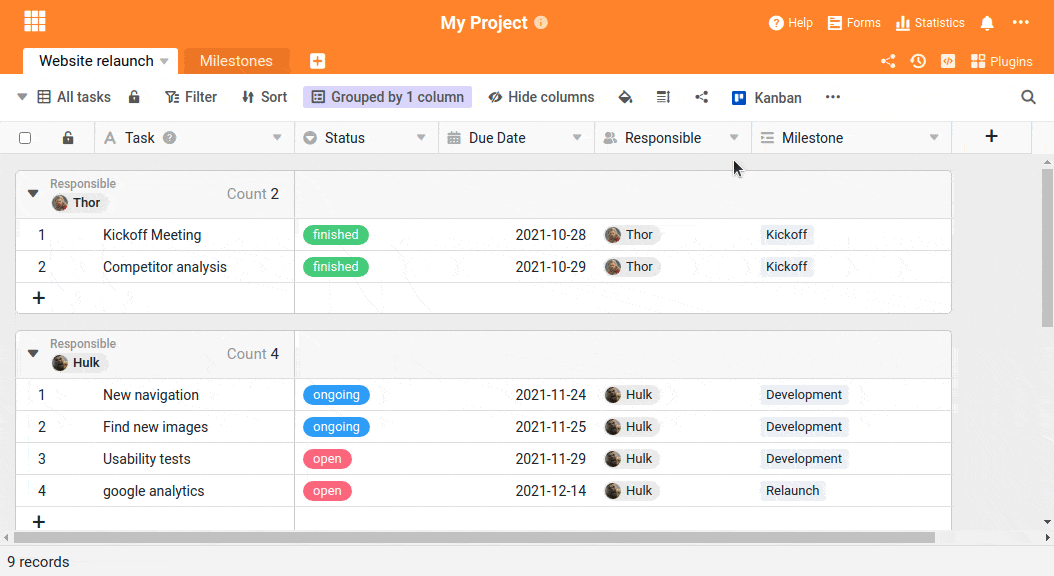 My Project
Help Forms Statistics
Website relaunch Milestones
Plugins
All tasks Filter Sort Grouped by 1 column Hide columns Kanban
Task Status Due Date Responsible Milestone
Responsible
Thor Count 2
1 Kickoff Meeting finished 2021-10-28 Thor Kickoff
2 Competitor analysis finished 2021-10-29 Thor Kickoff
Responsible
Hulk Count 4
1 New navigation ongoing 2021-11-24 Hulk Development
2 Find new images ongoing 2021-11-25 Hulk Development
3 Usability tests open 2021-11-29 Hulk Development
4 google analytics open 2021-12-14 Hulk Relaunch
9 records